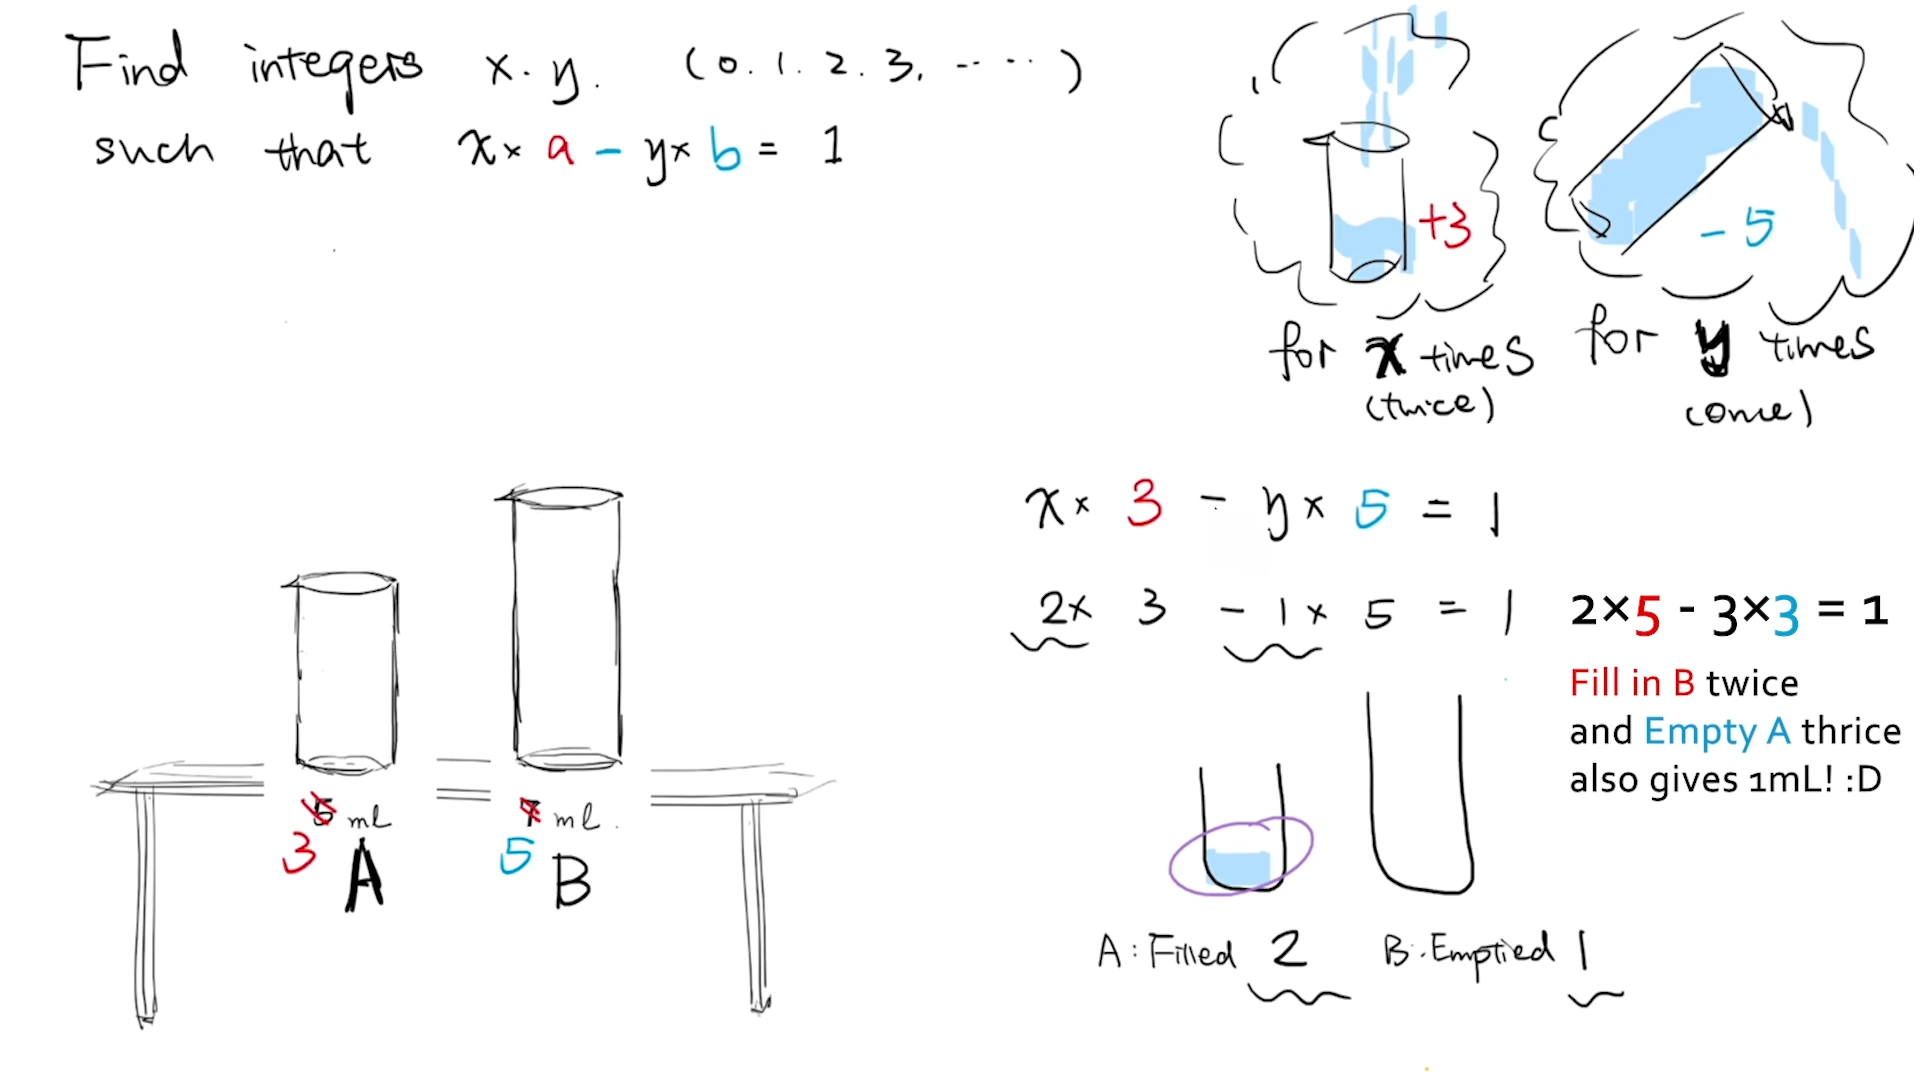 Find integers x. y. (0. 1. 2. 3, .....)
such that x× a - y× b = 1
+3
- 5
for x times
(twice)
for y times
(once)
x× 3 - y× 5 = 1
2× 3 - 1× 5 = 1
2×5 - 3×3 = 1
Fill in B twice
and Empty A thrice
also gives 1mL! :D
5 ml
3
A
7 ml.
5
B
A: Filled 2
B: Emptied 1